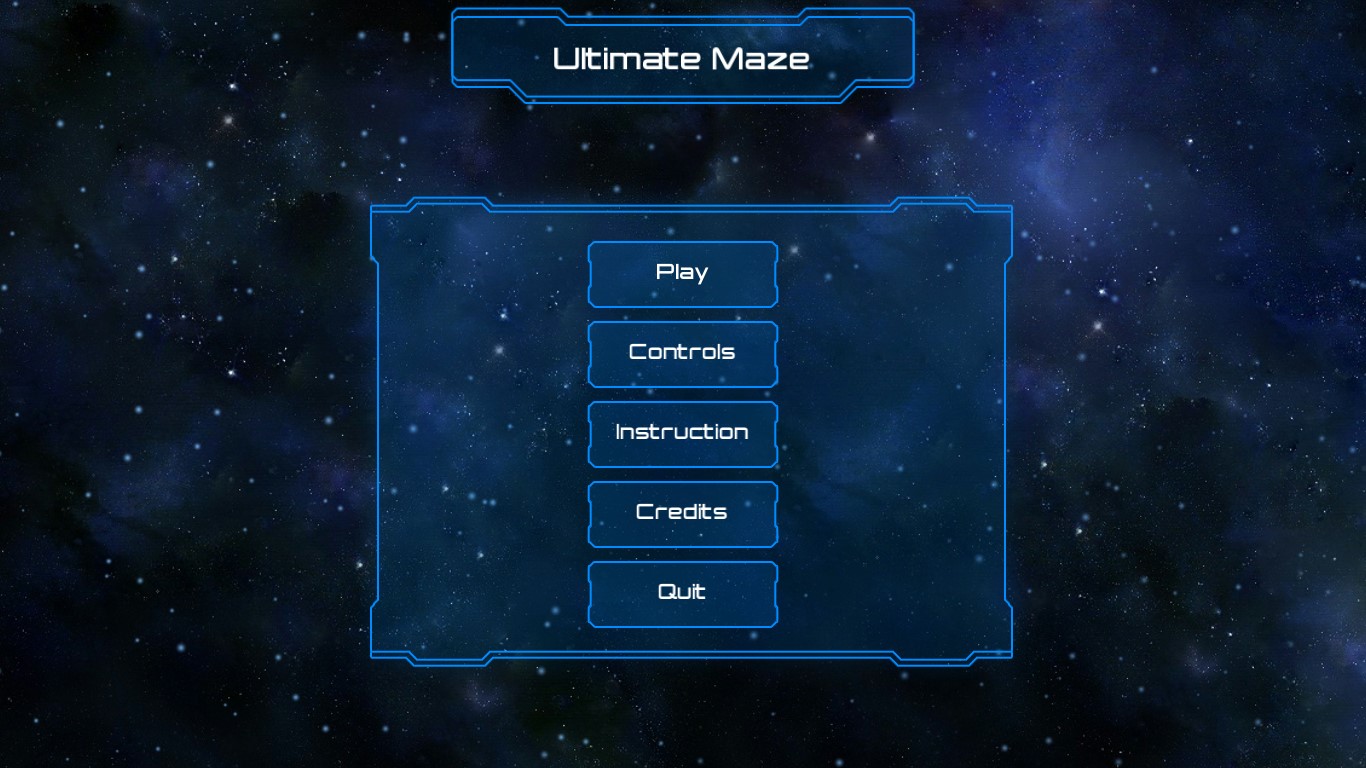 Ultimate Maze
Play
Controls
Instruction
Credits
Quit